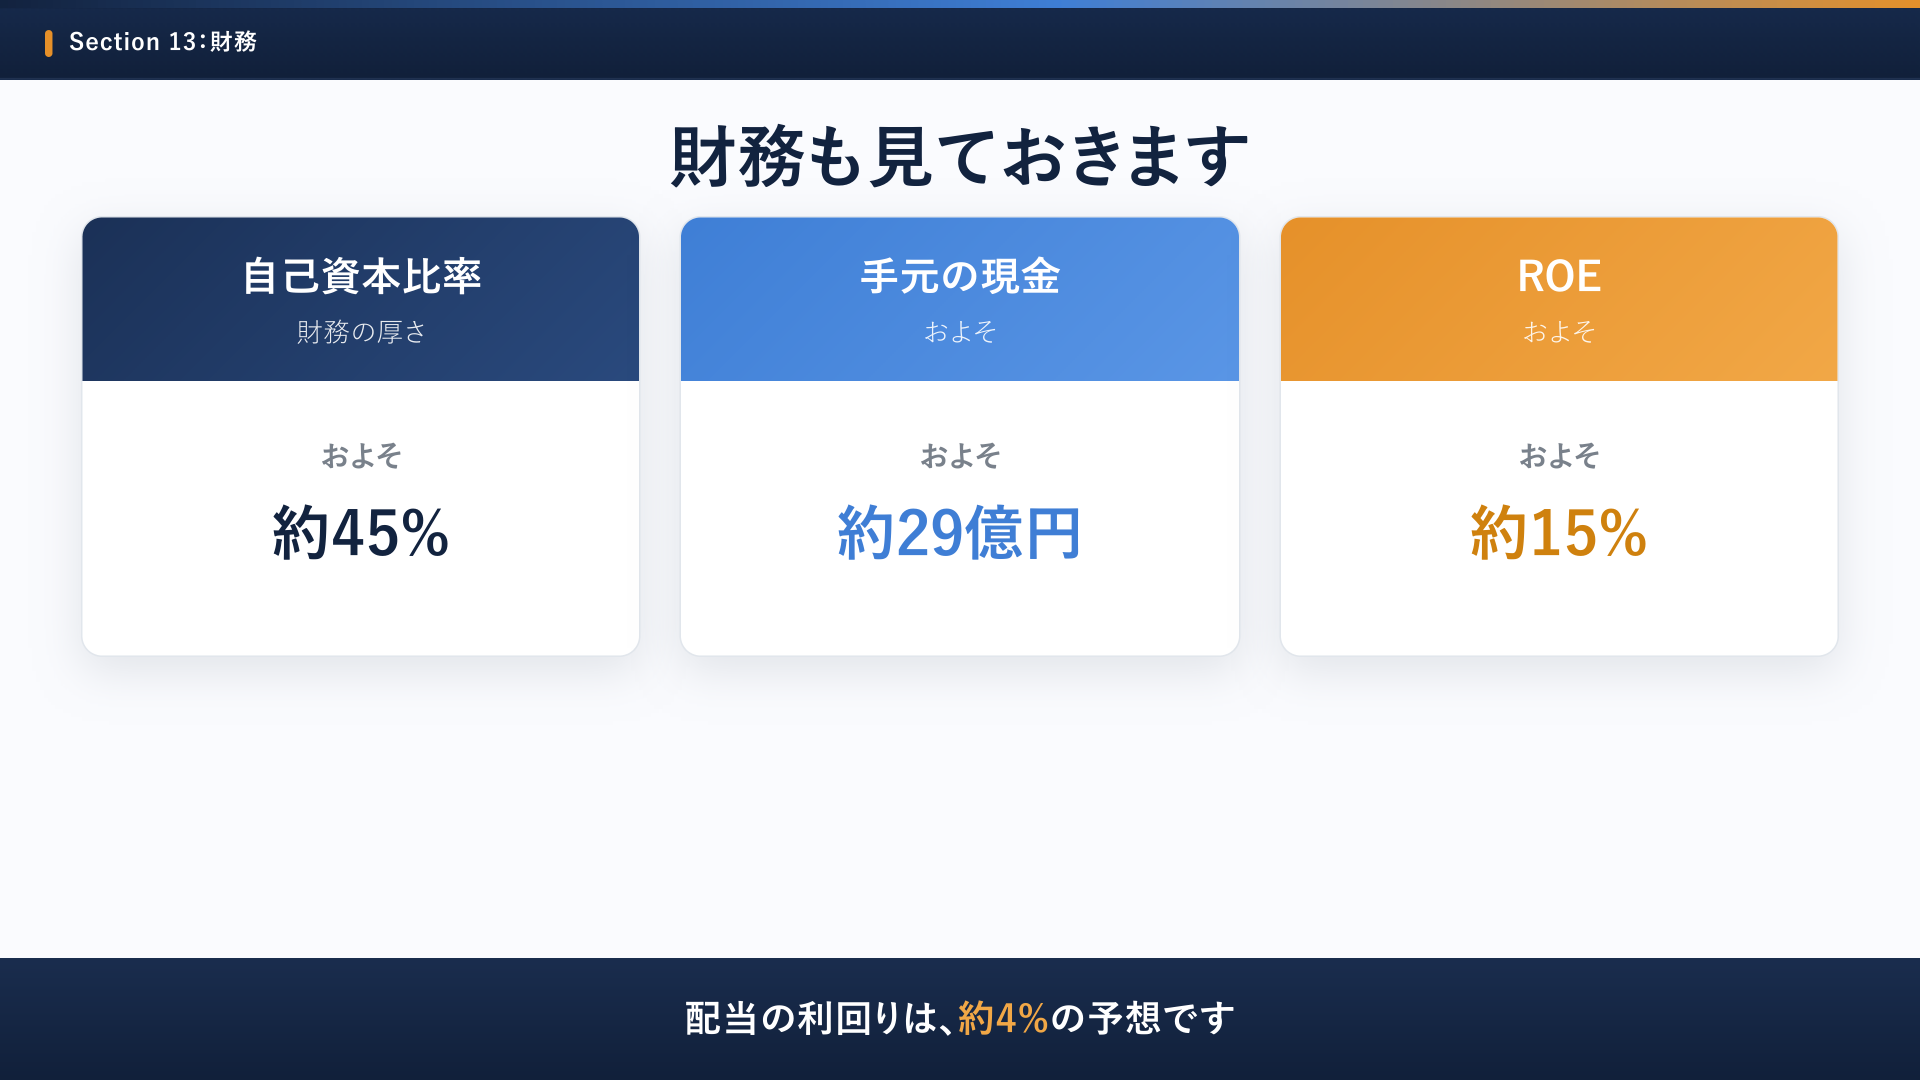 Section 13：財務
財務も見ておきます
自己資本比率
財務の厚さ
およそ
約45%
手元の現金
およそ
およそ
約29億円
ROE
およそ
およそ
約15%
配当の利回りは、約4%の予想です